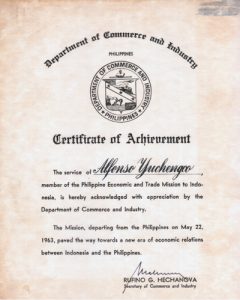 Department of Commerce and Industry
PHILIPPINES
DEPARTMENT OF COMMERCE AND INDUSTRY
PHILIPPINES
Certificate of Achievement
The service of Alfonso Yuchengco
member of the Philippine Economic and Trade Mission to Indo-
nesia, is hereby acknowledged with appreciation by the
Department of Commerce and Industry.
The Mission, departing from the Philippines on May 22,
1963, paved the way towards a new era of economic relations
between Indonesia and the Philippines.
RUFINO G. HECHANOVA
Secretary of Commerce and Industry